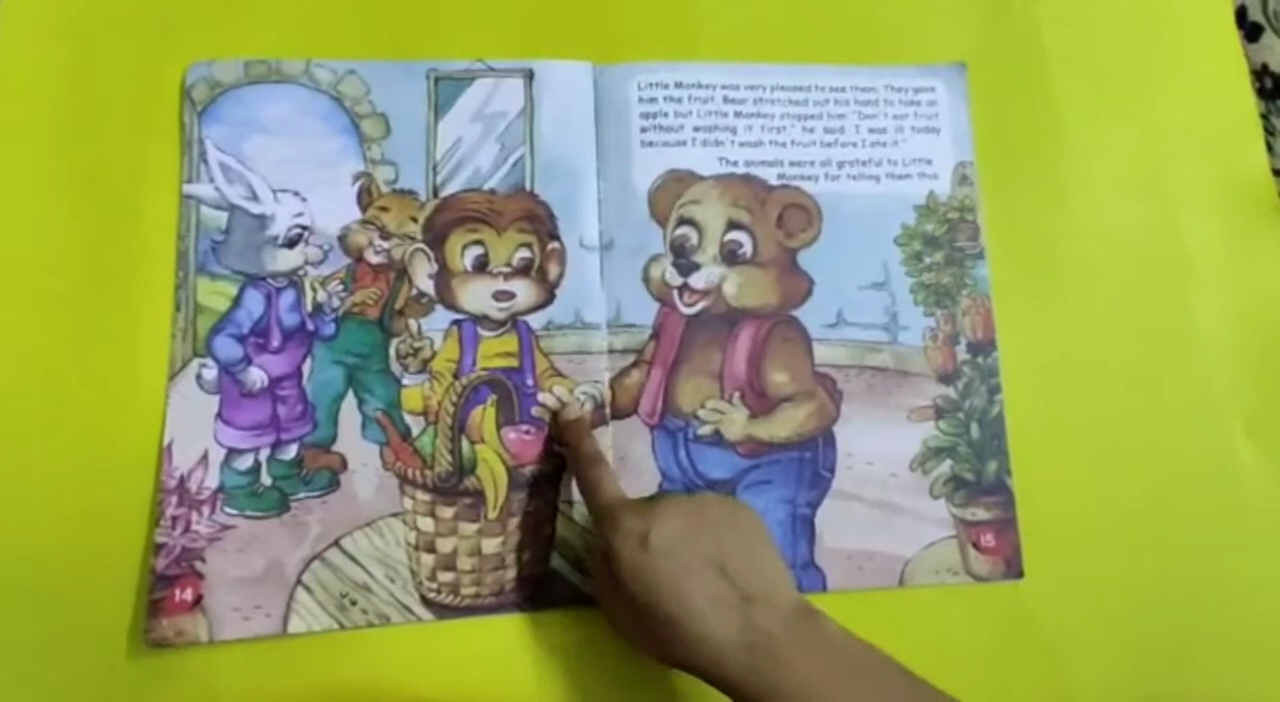 Little Monkey was very pleased to see them. They gave
him the fruit. Bear stretched out his hand to take an
apple but Little Monkey stopped him. "Don't eat fruit
without washing it first," he said. I was ill today
because I didn't wash the fruit before I ate it."
The animals were all grateful to Little
Monkey for telling them this
14
15